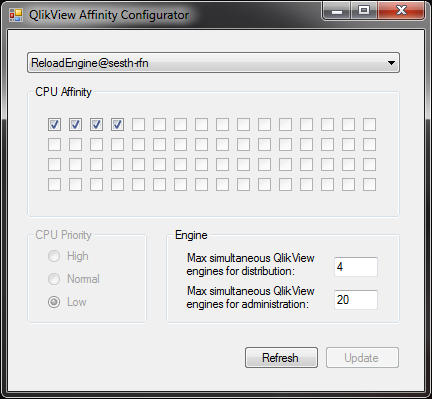 QlikView Affinity Configurator
ReloadEngine@sesth-rfn
CPU Affinity
CPU Priority
High
Normal
Low
Engine
Max simultaneous QlikView
engines for distribution:
4
Max simultaneous QlikView
engines for administration:
20
Refresh
Update